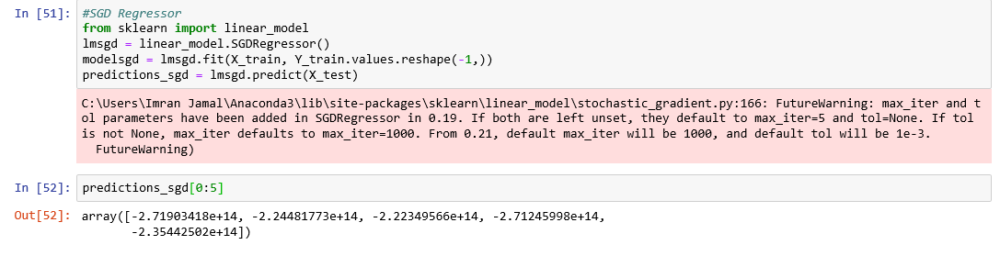 In [51]: #SGD Regressor
from sklearn import linear_model
lmsgd = linear_model.SGDRegressor()
modelsgd = lmsgd.fit(X_train, Y_train.values.reshape(-1,))
predictions_sgd = lmsgd.predict(X_test)
C:\Users\Imran Jamal\Anaconda3\lib\site-packages\sklearn\linear_model\stochastic_gradient.py:166: FutureWarning: max_iter and t
ol parameters have been added in SGDRegressor in 0.19. If both are left unset, they default to max_iter=5 and tol=None. If tol
is not None, max_iter defaults to max_iter=1000. From 0.21, default max_iter will be 1000, and default tol will be 1e-3.
FutureWarning)
In [52]: predictions_sgd[0:5]
Out[52]: array([-2.71903418e+14, -2.24481773e+14, -2.22349566e+14, -2.71245998e+14,
-2.35442502e+14])